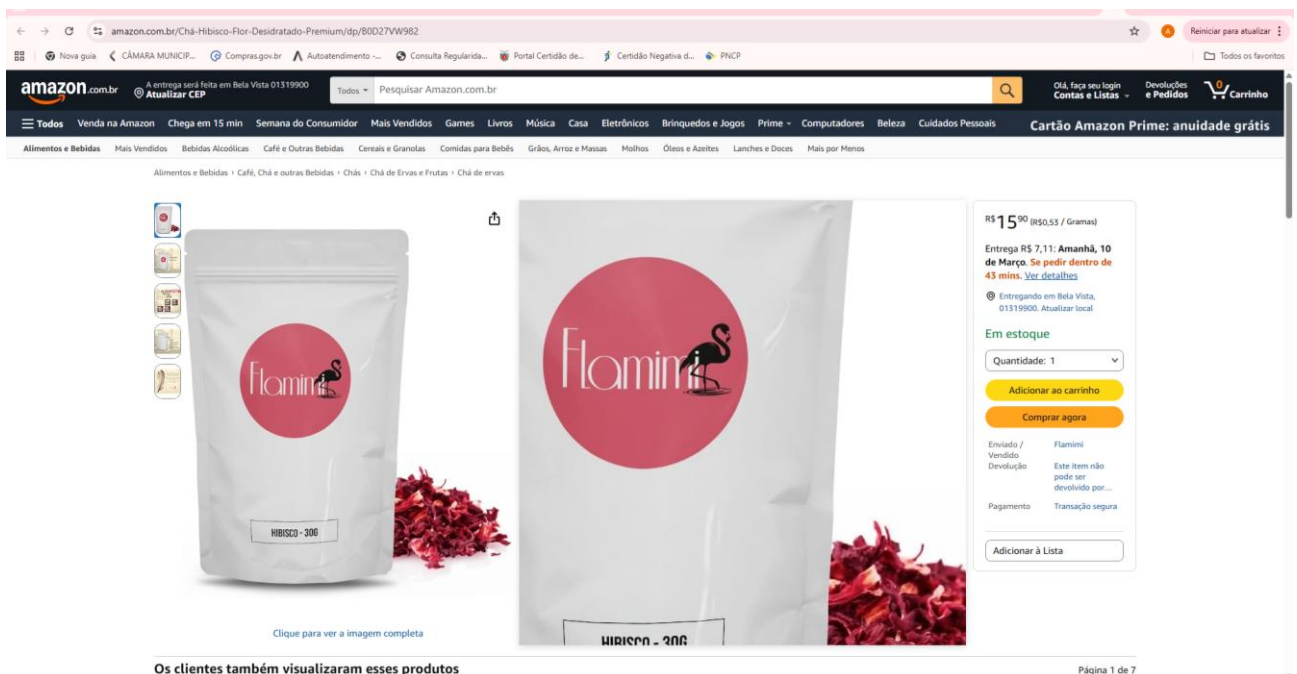 amazon.com.br/Chá-Hibisco-Flor-Desidratado-Premium/dp/B0D27VW982
Reiniciar para atualizar
Nova guia
CÂMARA MUNICIP...
Compras.gov.br
Autoatendimento -...
Consulta Regularida...
Portal Certidão de...
Certidão Negativa d...
PNCP
Todos os favoritos
amazon.com.br
A entrega será feita em Bela Vista 01319900
Atualizar CEP
Todos
Pesquisar Amazon.com.br
Olá, faça seu login
Contas e Listas
Devoluções
e Pedidos
0
Carrinho
Todos
Venda na Amazon
Chega em 15 min
Semana do Consumidor
Mais Vendidos
Games
Livros
Música
Casa
Eletrônicos
Brinquedos e Jogos
Prime
Computadores
Beleza
Cuidados Pessoais
Cartão Amazon Prime: anuidade grátis
Alimentos e Bebidas
Mais Vendidos
Bebidas Alcoólicas
Café e Outras Bebidas
Cereais e Granolas
Comidas para Bebês
Grãos, Arroz e Massas
Molhos
Óleos e Azeites
Lanches e Doces
Mais por Menos
Alimentos e Bebidas › Café, Chá e outras Bebidas › Chás › Chá de Ervas e Frutas › Chá de ervas
Flamimi
HIBISCO - 30G
Clique para ver a imagem completa
Flamimi
HIBISCO - 30G
R$15,90 (R$0,53 / Gramas)
Entrega R$ 7,11: Amanhã, 10
de Março. Se pedir dentro de
43 mins. Ver detalhes
Entregando em Bela Vista,
01319900. Atualizar local
Em estoque
Quantidade: 1
Adicionar ao carrinho
Comprar agora
Enviado / Vendido
Flamimi
Devolução
Este item não
pode ser
devolvido por...
Pagamento
Transação segura
Adicionar à Lista
Os clientes também visualizaram esses produtos
Página 1 de 7